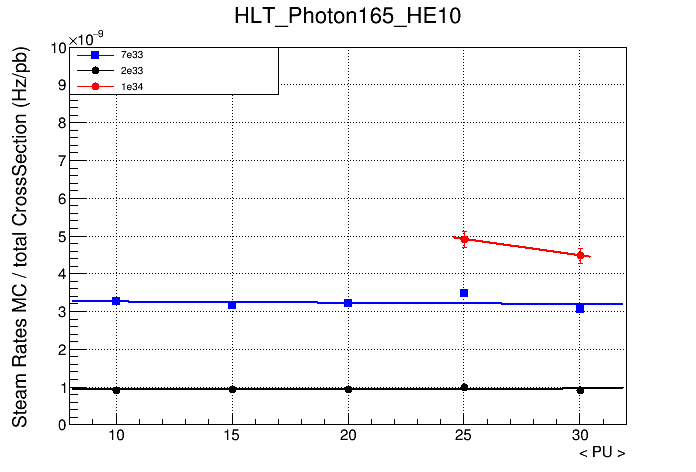 HLT_Photon165_HE10
×10⁻⁹
10
9
8
7
6
5
4
3
2
1
0
Steam Rates MC / total CrossSection (Hz/pb)
7e33
2e33
1e34
10 15 20 25 30
< PU >